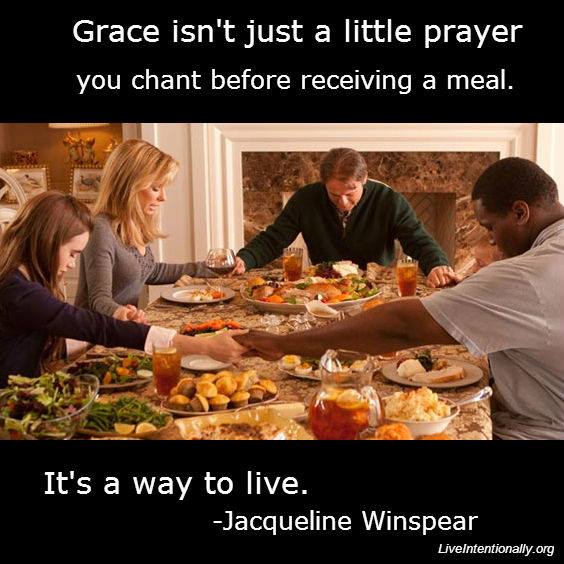 Grace isn't just a little prayer
you chant before receiving a meal.
It's a way to live.
-Jacqueline Winspear
LiveIntentionally.org